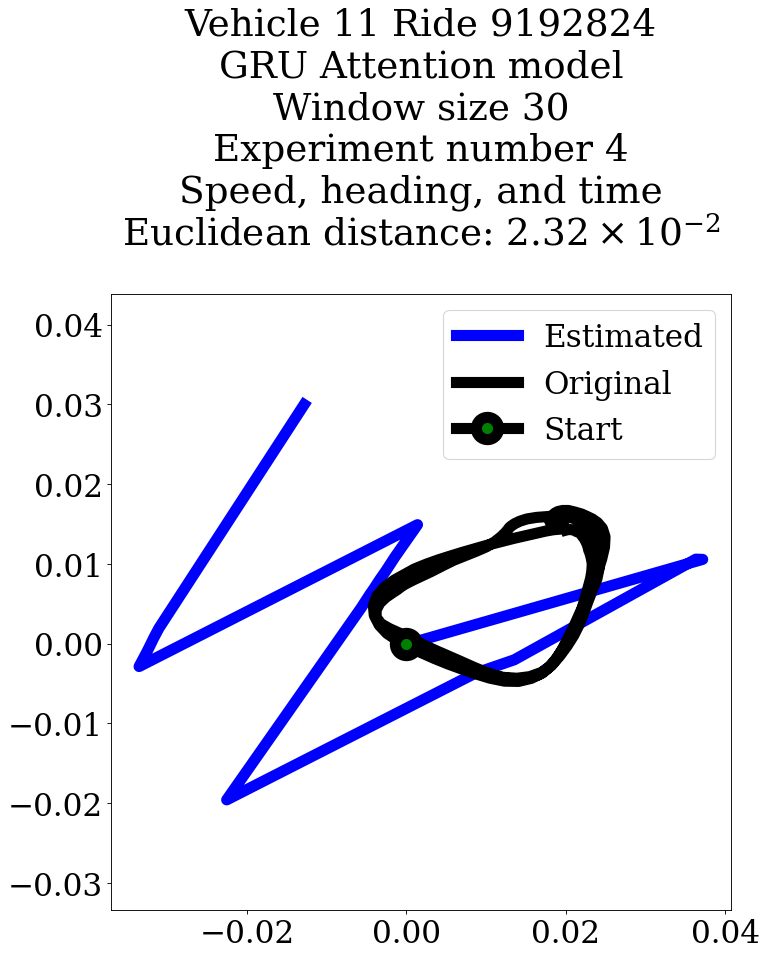 Vehicle 11 Ride 9192824
GRU Attention model
Window size 30
Experiment number 4
Speed, heading, and time
Euclidean distance: 2.32 × 10⁻²
Estimated
Original
Start
0.04
0.03
0.02
0.01
0.00
−0.01
−0.02
−0.03
−0.02
0.00
0.02
0.04